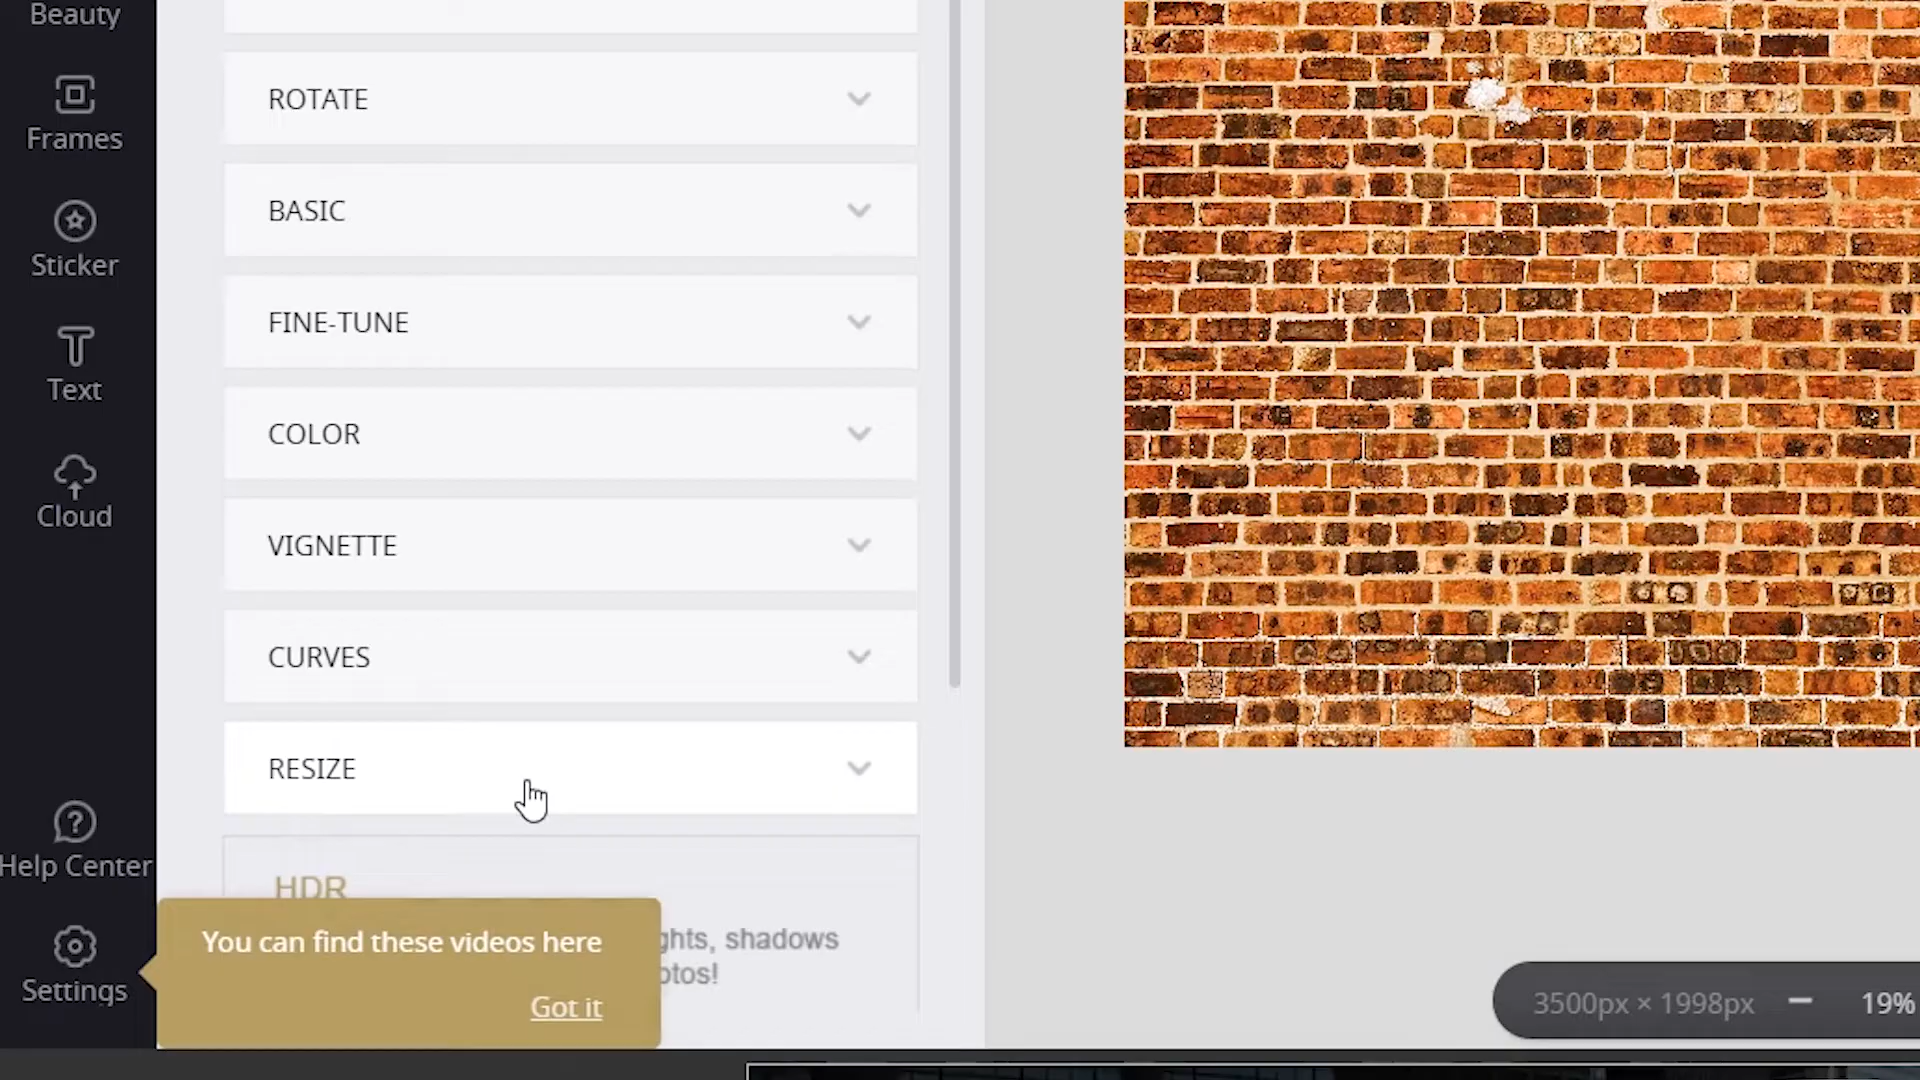 Beauty
Frames
Sticker
Text
Cloud
Help Center
Settings
ROTATE
BASIC
FINE-TUNE
COLOR
VIGNETTE
CURVES
RESIZE
HDR
ghts, shadows
otos!
You can find these videos here
Got it
3500px × 1998px
19%